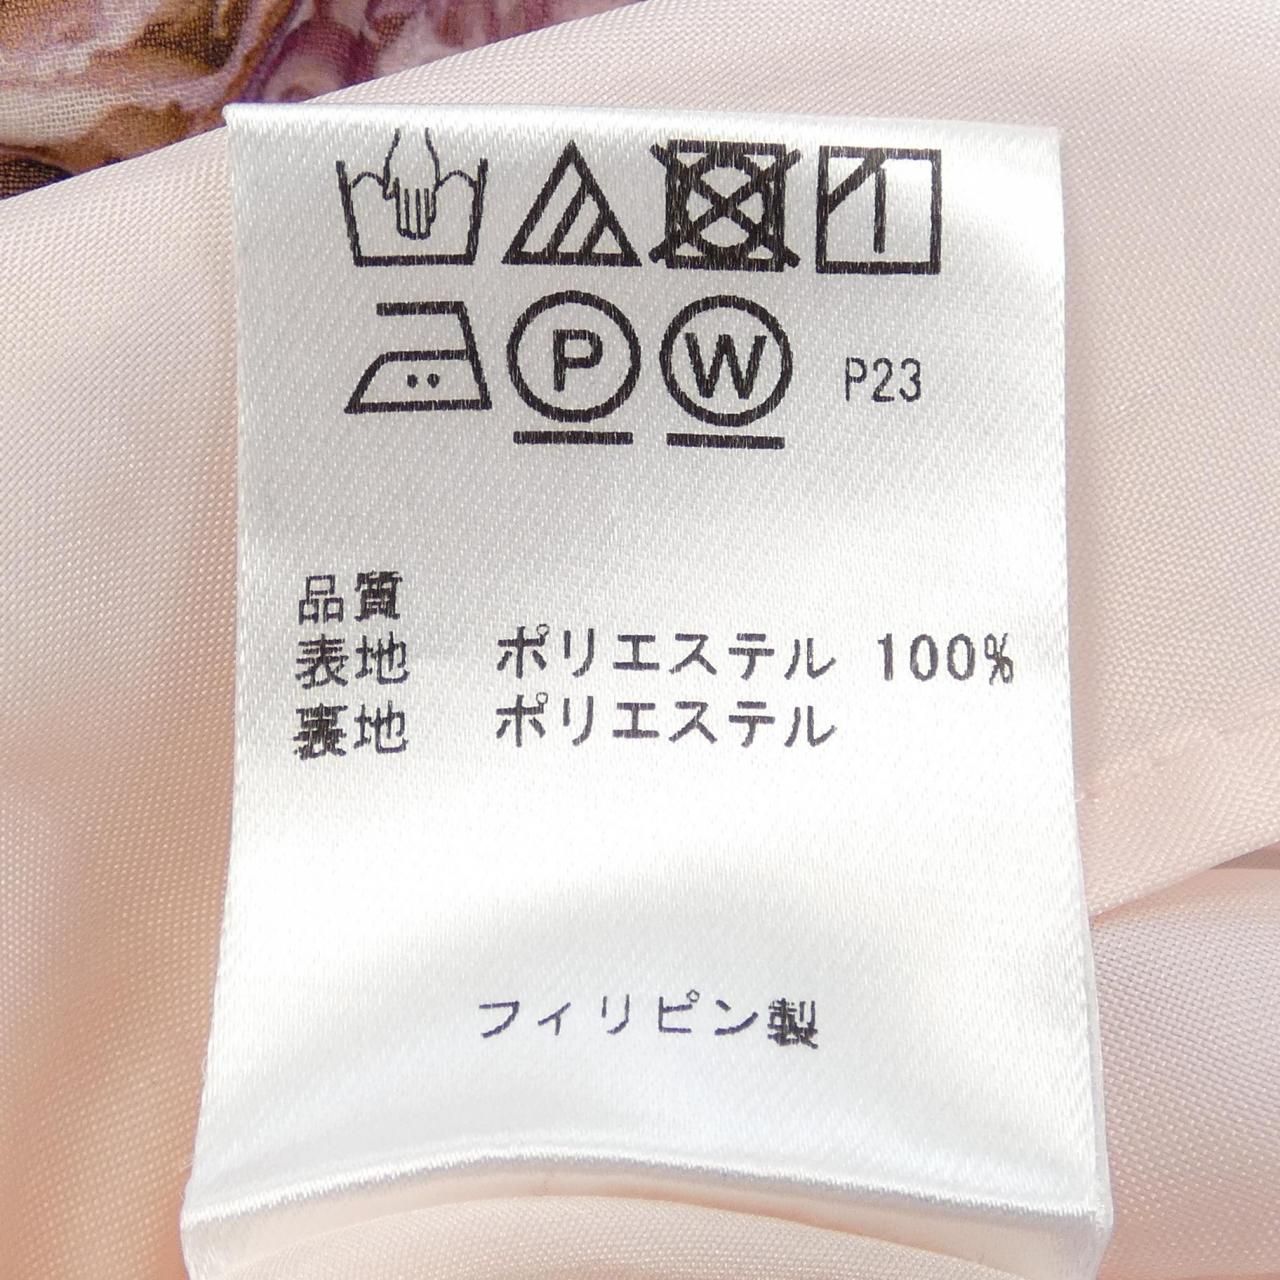 P W P23
品質
表地 ポリエステル 100%
裏地 ポリエステル
フィリピン製